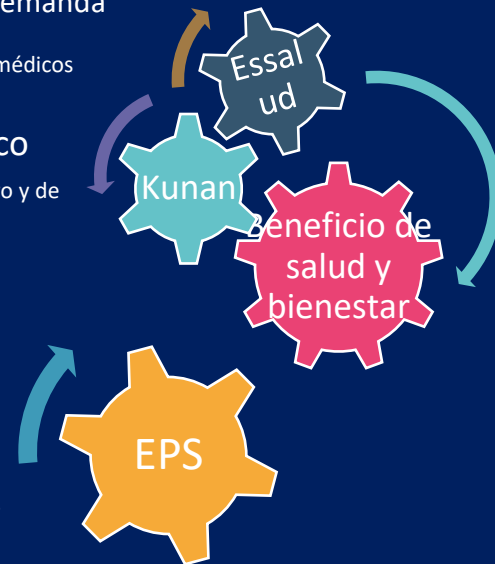 emanda
médicos
co
o y de
Essal
ud
Kunan
Beneficio de
salud y
bienestar
EPS